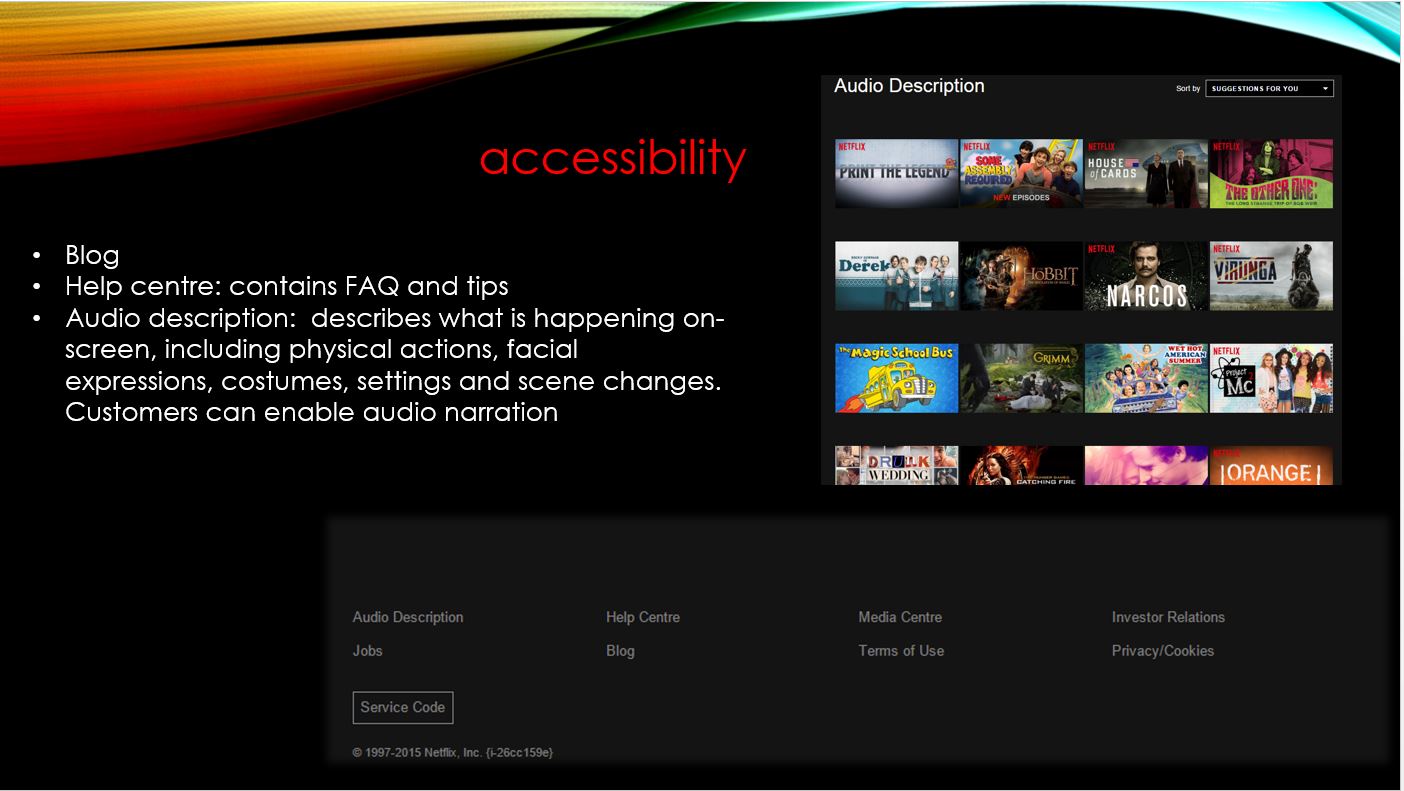 accessibility
• Blog
• Help centre: contains FAQ and tips
• Audio description:  describes what is happening on-
screen, including physical actions, facial
expressions, costumes, settings and scene changes.
Customers can enable audio narration
Audio Description
Sort by SUGGESTIONS FOR YOU
NETFLIX
PRINT THE LEGEND
NETFLIX
SOME
ASSEMBLY
REQUIRED
NEW EPISODES
NETFLIX
HOUSE
of CARDS
NETFLIX
THE OTHER ONE:
THE LONG STRANGE TRIP OF BOB WEIR
Derek
THE HOBBIT
NETFLIX
NARCOS
NETFLIX
VIRUNGA
The Magic School Bus
GRIMM
WET HOT
AMERICAN
SUMMER
NETFLIX
project
Mc
DRUNK
WEDDING
THE HUNGER GAMES
CATCHING FIRE
NETFLIX
ORANGE
Audio Description Help Centre Media Centre Investor Relations
Jobs Blog Terms of Use Privacy/Cookies
Service Code
© 1997-2015 Netflix, Inc. {i-26cc159e}